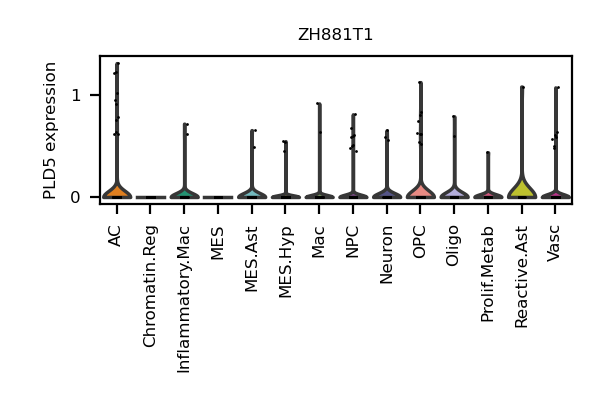 ZH881T1
PLD5 expression
1
0
AC
Chromatin.Reg
Inflammatory.Mac
MES
MES.Ast
MES.Hyp
Mac
NPC
Neuron
OPC
Oligo
Prolif.Metab
Reactive.Ast
Vasc